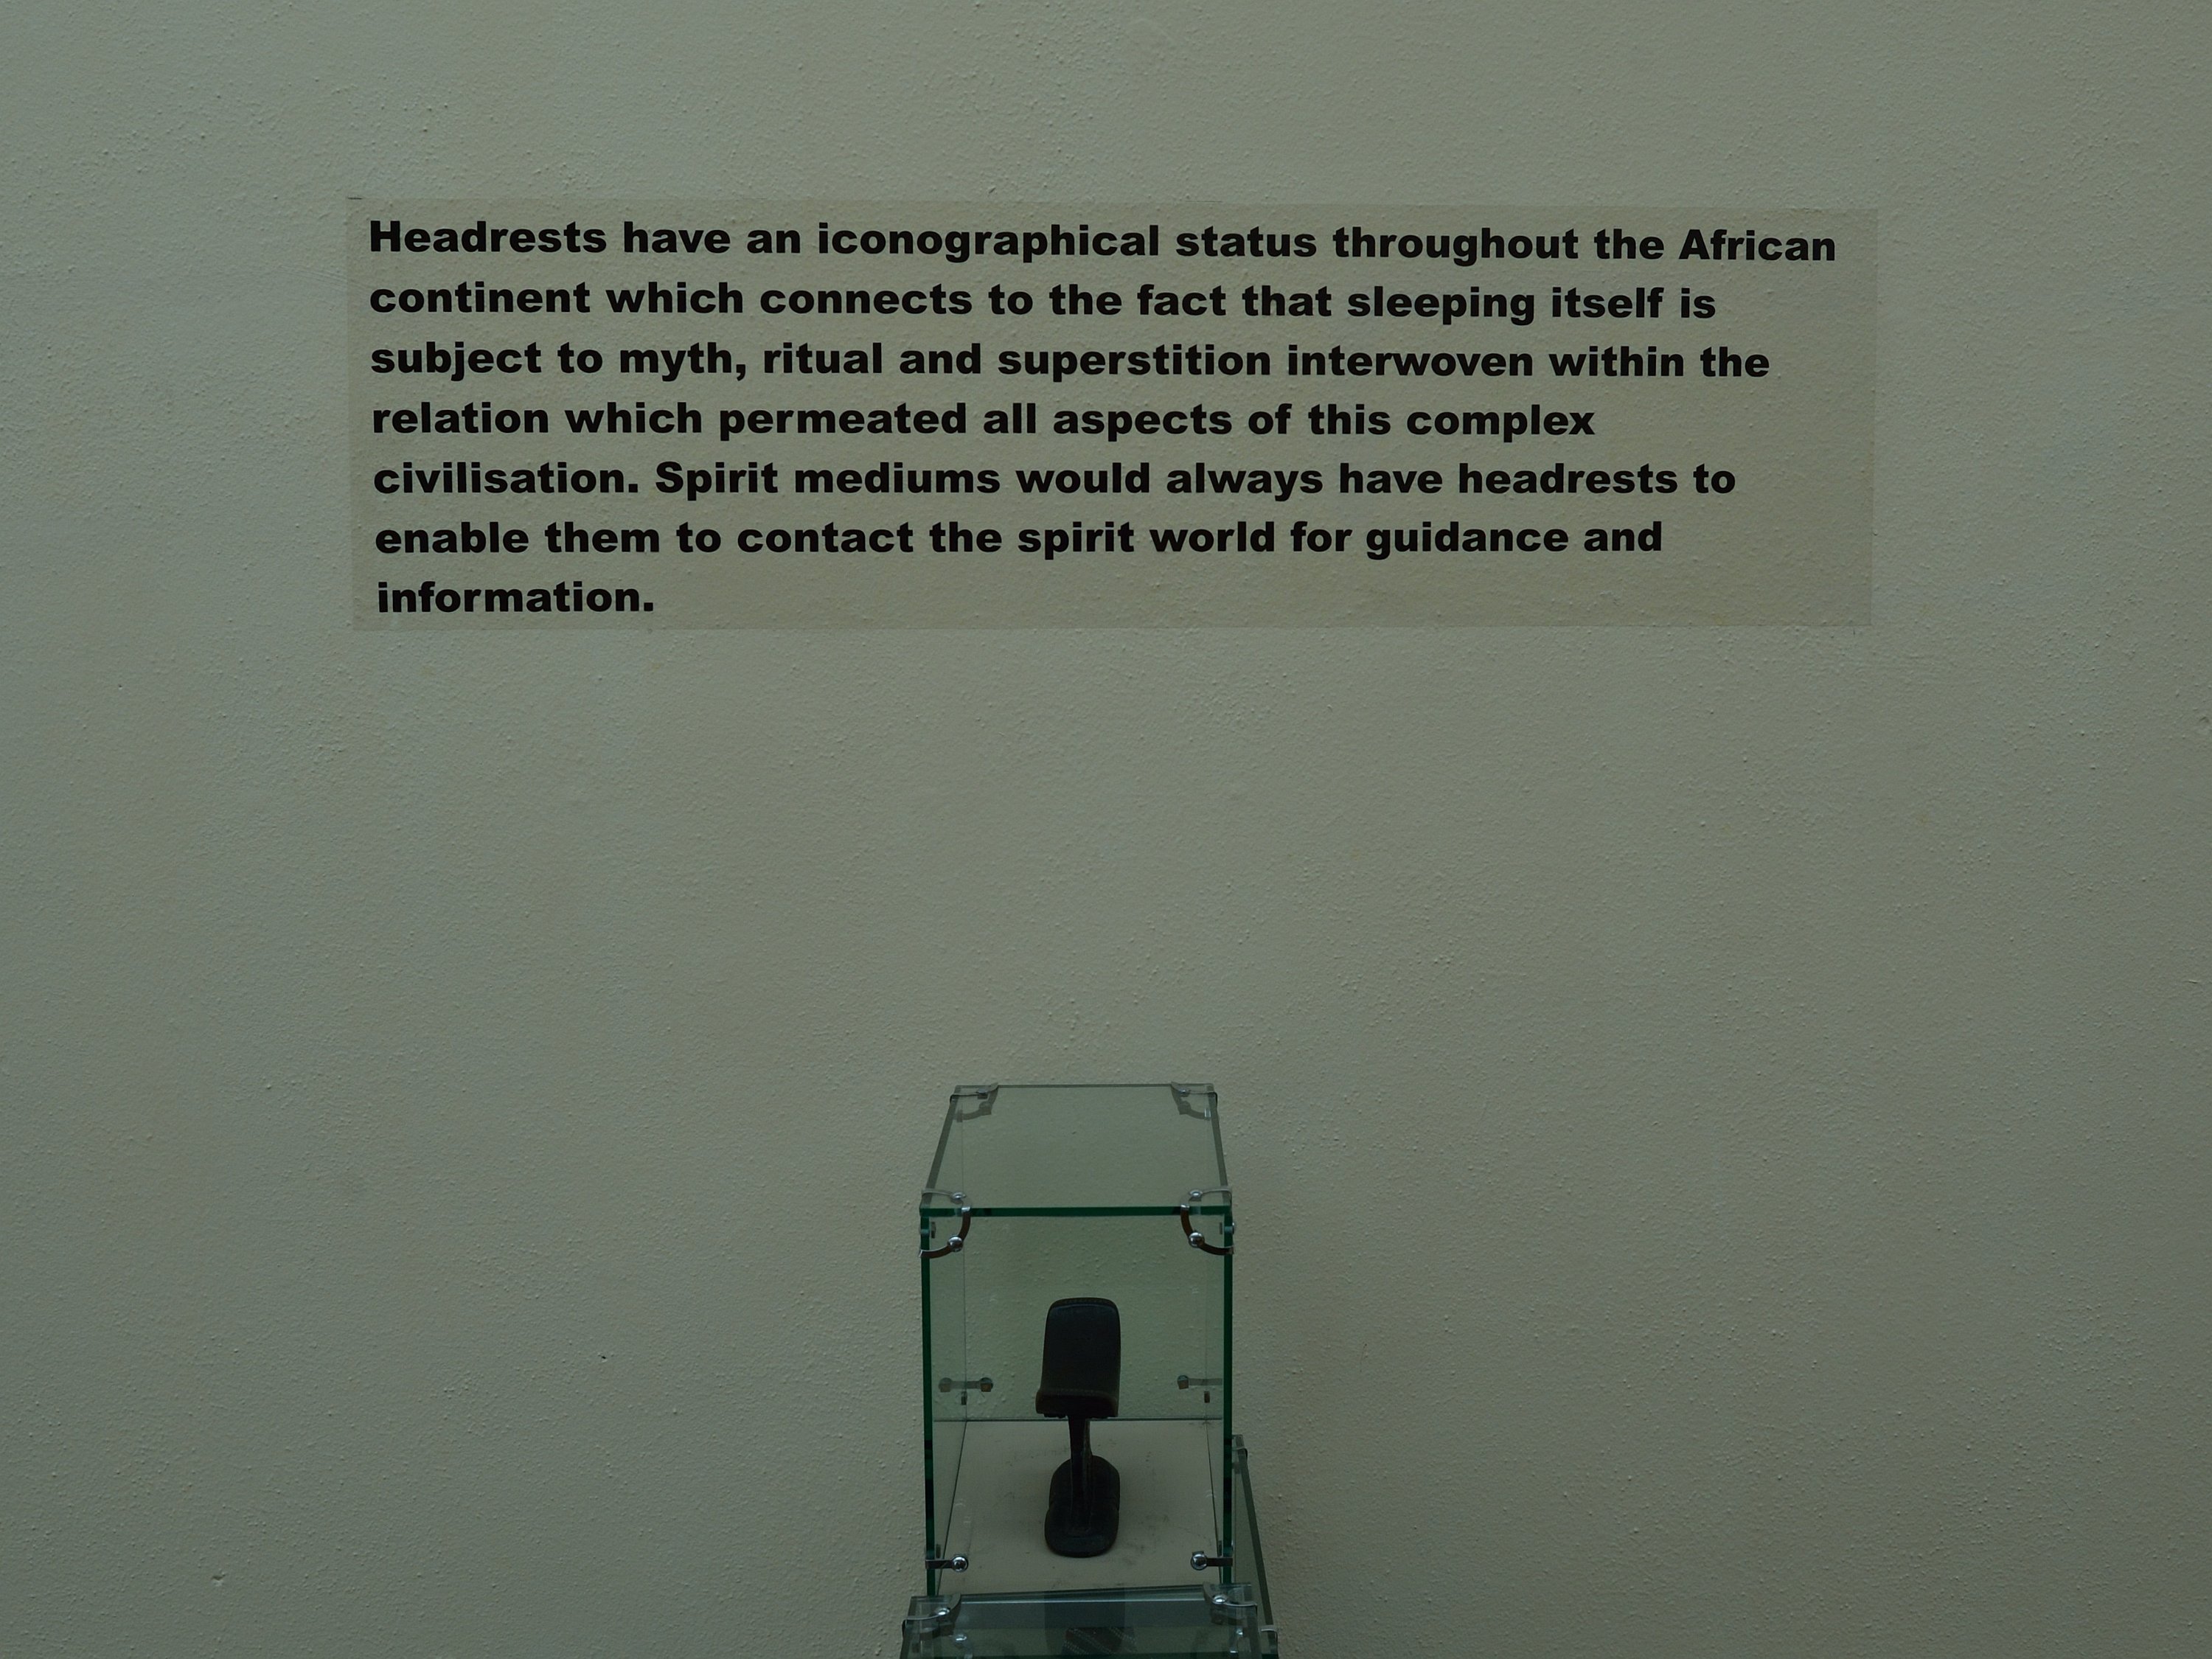 Headrests have an iconographical status throughout the African
continent which connects to the fact that sleeping itself is
subject to myth, ritual and superstition interwoven within the
relation which permeated all aspects of this complex
civilisation. Spirit mediums would always have headrests to
enable them to contact the spirit world for guidance and
information.